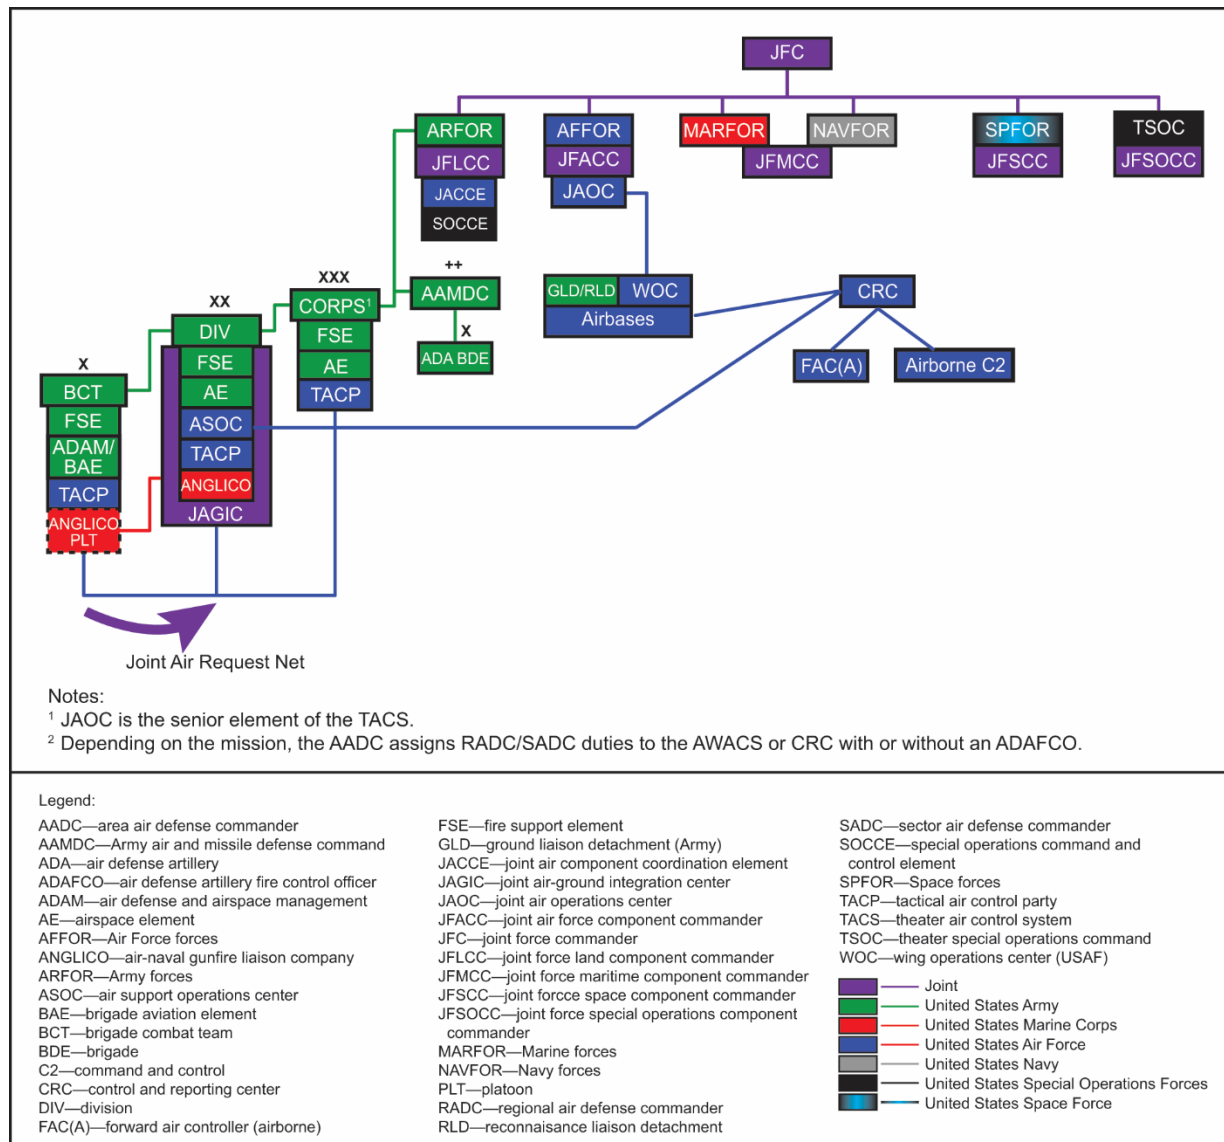 JFC
ARFOR
AFFOR
MARFOR
NAVFOR
SPFOR
TSOC
JFLCC
JFACC
JFMCC
JFSCC
JFSOCC
JACCE
JAOC
SOCCE
XXX
++
CORPS¹
AAMDC
GLD/RLD
WOC
CRC
Airbases
XX
DIV
FSE
X
ADA BDE
FAC(A)
Airborne C2
X
BCT
FSE
AE
AE
TACP
FSE
ASOC
ADAM/
BAE
TACP
TACP
ANGLICO
ANGLICO
PLT
JAGIC
Joint Air Request Net
Notes:
¹ JAOC is the senior element of the TACS.
² Depending on the mission, the AADC assigns RADC/SADC duties to the AWACS or CRC with or without an ADAFCO.
Legend:
AADC—area air defense commander
AAMDC—Army air and missile defense command
ADA—air defense artillery
ADAFCO—air defense artillery fire control officer
ADAM—air defense and airspace management
AE—airspace element
AFFOR—Air Force forces
ANGLICO—air-naval gunfire liaison company
ARFOR—Army forces
ASOC—air support operations center
BAE—brigade aviation element
BCT—brigade combat team
BDE—brigade
C2—command and control
CRC—control and reporting center
DIV—division
FAC(A)—forward air controller (airborne)
FSE—fire support element
GLD—ground liaison detachment (Army)
JACCE—joint air component coordination element
JAGIC—joint air-ground integration center
JAOC—joint air operations center
JFACC—joint air force component commander
JFC—joint force commander
JFLCC—joint force land component commander
JFMCC—joint force maritime component commander
JFSCC—joint forcce space component commander
JFSOCC—joint force special operations component
commander
MARFOR—Marine forces
NAVFOR—Navy forces
PLT—platoon
RADC—regional air defense commander
RLD—reconnaisance liaison detachment
SADC—sector air defense commander
SOCCE—special operations command and
control element
SPFOR—Space forces
TACP—tactical air control party
TACS—theater air control system
TSOC—theater special operations command
WOC—wing operations center (USAF)
Joint
United States Army
United States Marine Corps
United States Air Force
United States Navy
United States Special Operations Forces
United States Space Force